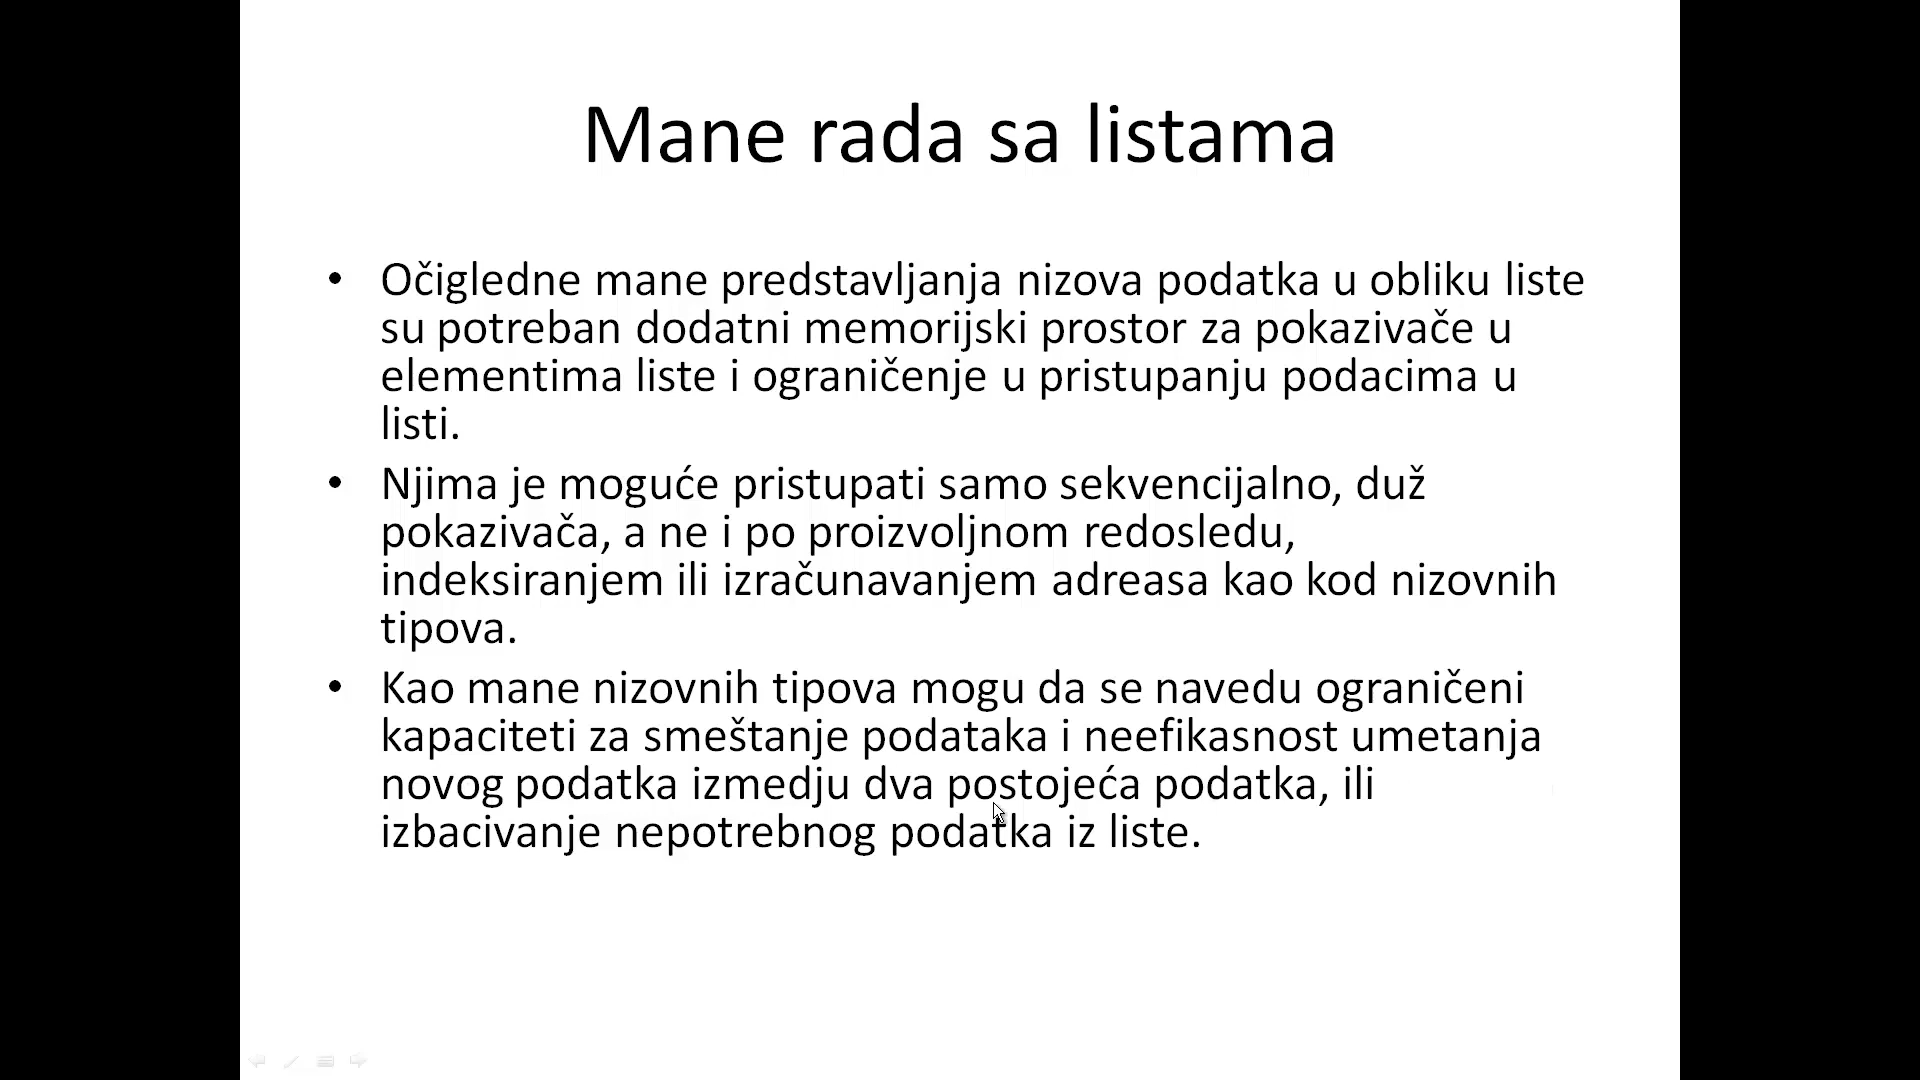 Mane rada sa listama
• Očigledne mane predstavljanja nizova podatka u obliku liste
su potreban dodatni memorijski prostor za pokazivače u
elementima liste i ograničenje u pristupanju podacima u
listi.
• Njima je moguće pristupati samo sekvencijalno, duž
pokazivača, a ne i po proizvoljnom redosledu,
indeksiranjem ili izračunavanjem adresa kao kod nizovnih
tipova.
• Kao mane nizovnih tipova mogu da se navedu ograničeni
kapaciteti za smeštanje podataka i neefikasnost umetanja
novog podatka izmedju dva postojeća podatka, ili
izbacivanje nepotrebnog podatka iz liste.